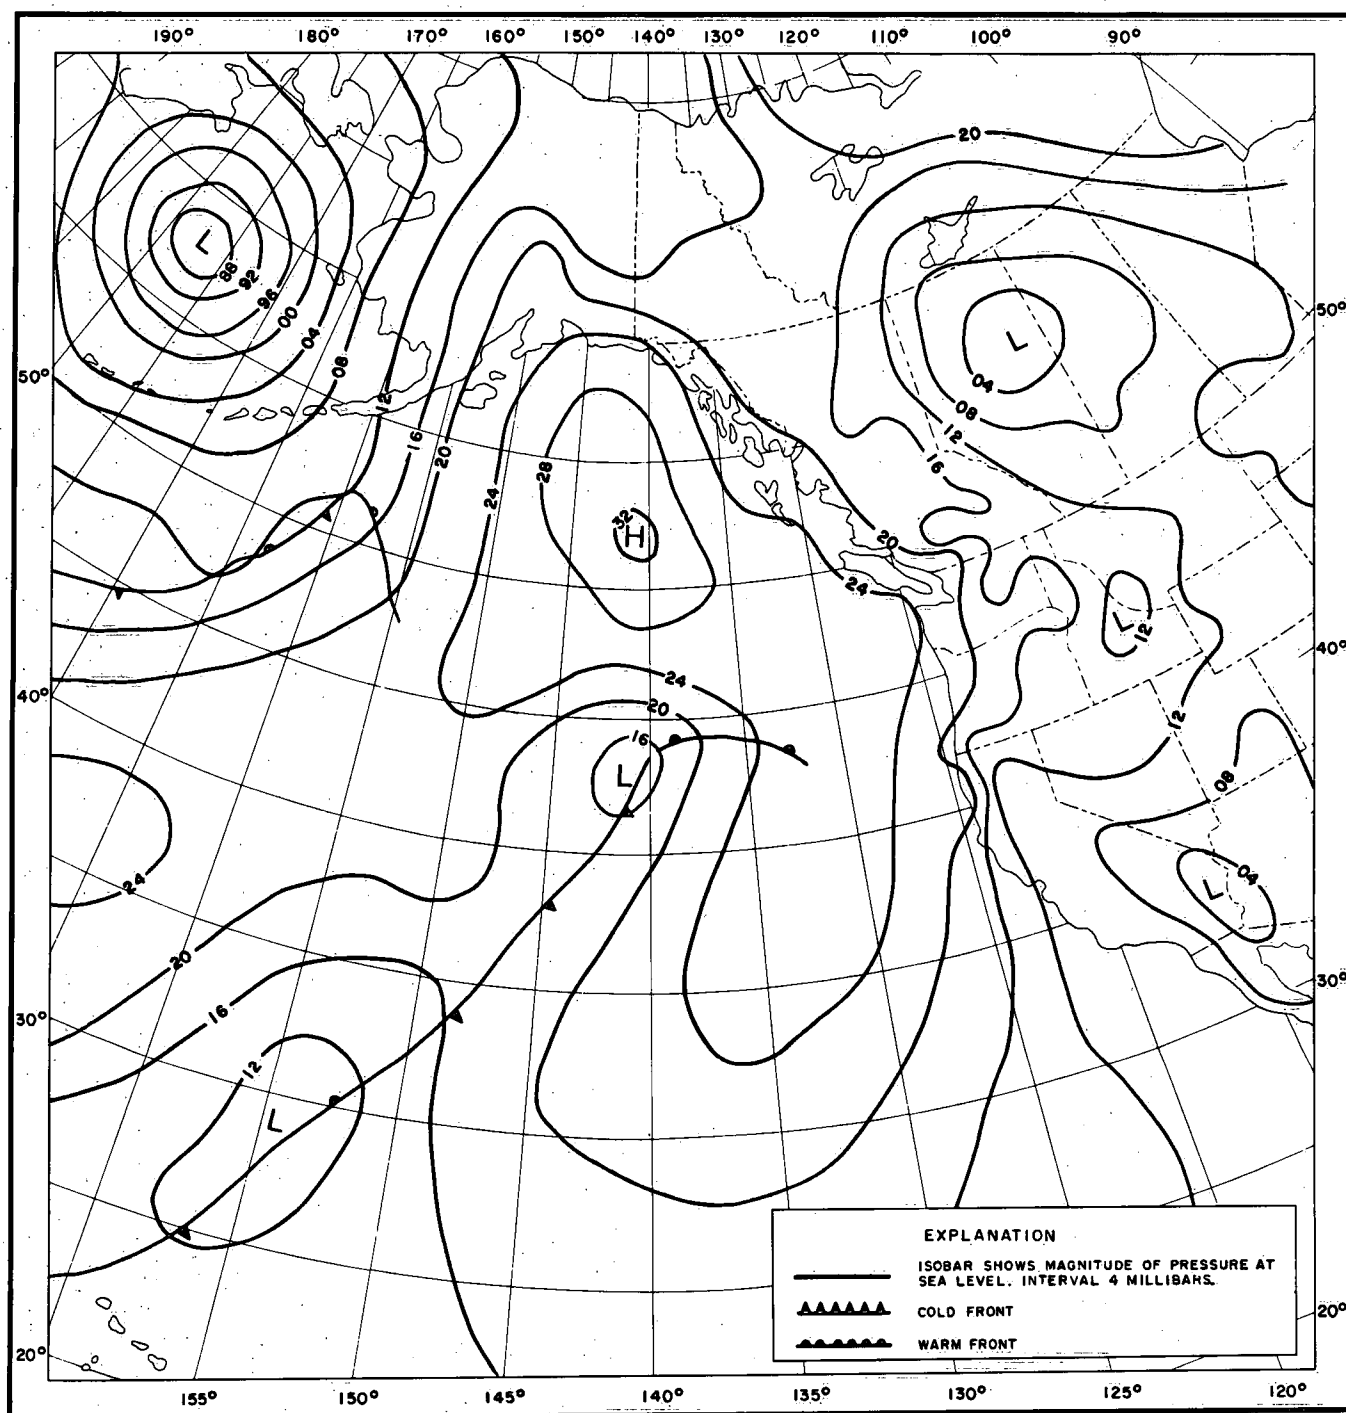 190° 180° 170° 160° 150° 140° 130° 120° 110° 100° 90°
20
L
88
92
96
00
04
08
12
16
20
24
28
32
H
50°
50°
L
04
08
12
16
20
24
L
12
12
40°
40°
24
20
16
L
08
04
L
24
20
16
12
L
30°
30°
20°
20°
EXPLANATION
ISOBAR SHOWS MAGNITUDE OF PRESSURE AT
SEA LEVEL. INTERVAL 4 MILLIBARS.
COLD FRONT
WARM FRONT
155° 150° 145° 140° 135° 130° 125° 120°